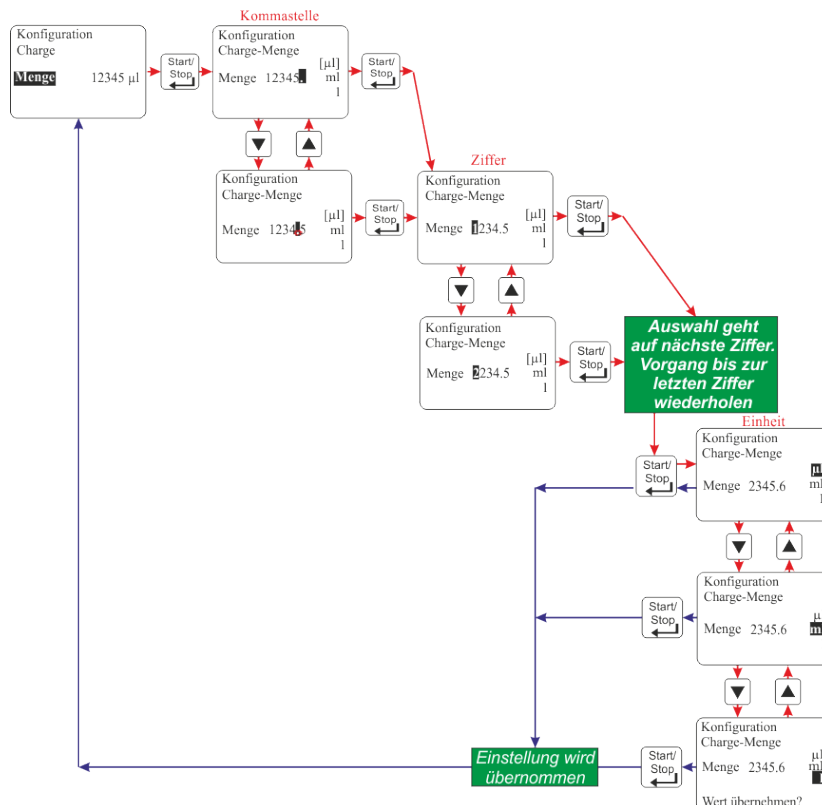 Kommastelle
Konfiguration
Charge
Menge 12345 µl
Start/
Stop
Konfiguration
Charge-Menge
[µl]
Menge 12345. ml
l
Start/
Stop
Konfiguration
Charge-Menge
[µl]
Menge 1234.5 ml
l
Start/
Stop
Ziffer
Konfiguration
Charge-Menge
[µl]
Menge 1234.5 ml
l
Start/
Stop
Konfiguration
Charge-Menge
[µl]
Menge 2234.5 ml
l
Start/
Stop
Auswahl geht
auf nächste Ziffer.
Vorgang bis zur
letzten Ziffer
wiederholen
Einheit
Start/
Stop
Konfiguration
Charge-Menge
µ
Menge 2345.6 ml
l
Start/
Stop
Konfiguration
Charge-Menge
µ
Menge 2345.6 m
Einstellung wird
übernommen
Start/
Stop
Konfiguration
Charge-Menge
µl
Menge 2345.6 ml
l
Wert übernehmen?